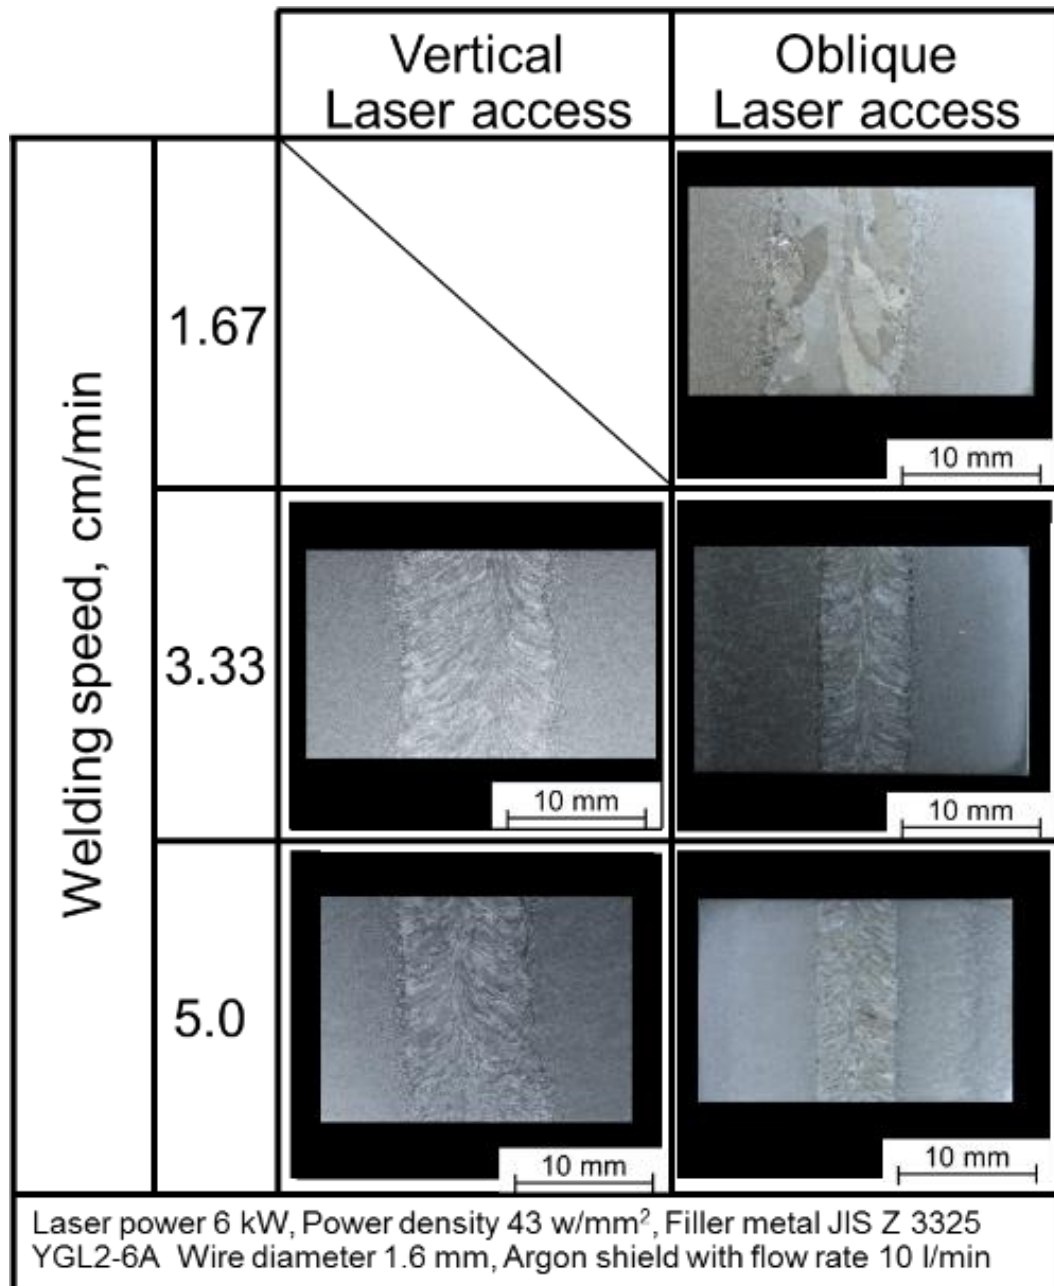 Vertical
Laser access
Oblique
Laser access
Welding speed, cm/min
1.67
10 mm
3.33
10 mm
10 mm
5.0
10 mm
10 mm
Laser power 6 kW, Power density 43 w/mm², Filler metal JIS Z 3325
YGL2-6A Wire diameter 1.6 mm, Argon shield with flow rate 10 l/min